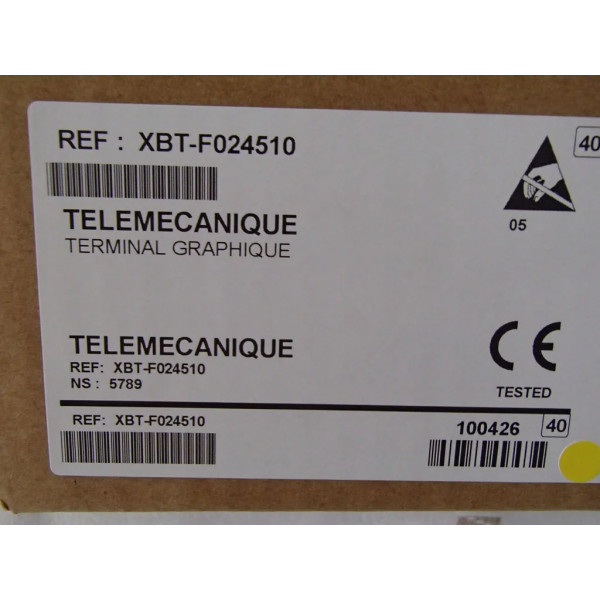 REF : XBT-F024510
40
05
TELEMECANIQUE
TERMINAL GRAPHIQUE
TELEMECANIQUE
REF: XBT-F024510
NS : 5789
CE
TESTED
REF: XBT-F024510
100426
40